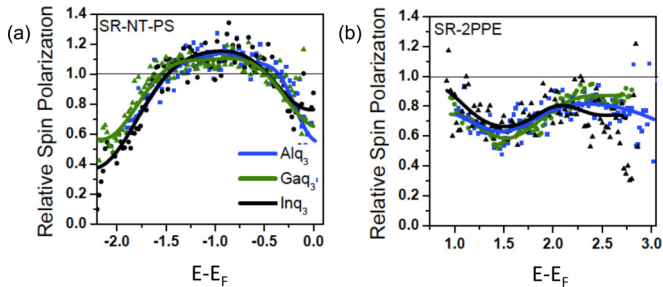 (a)
SR-NT-PS
Relative Spin Polarization
1.4
1.2
1.0
0.8
0.6
0.4
0.2
0.0
Alq3
Gaq3
Inq3
-2.0 -1.5 -1.0 -0.5 0.0
E-EF
(b)
SR-2PPE
Relative Spin Polarization
1.4
1.2
1.0
0.8
0.6
0.4
0.2
0.0
1.0 1.5 2.0 2.5 3.0
E-EF